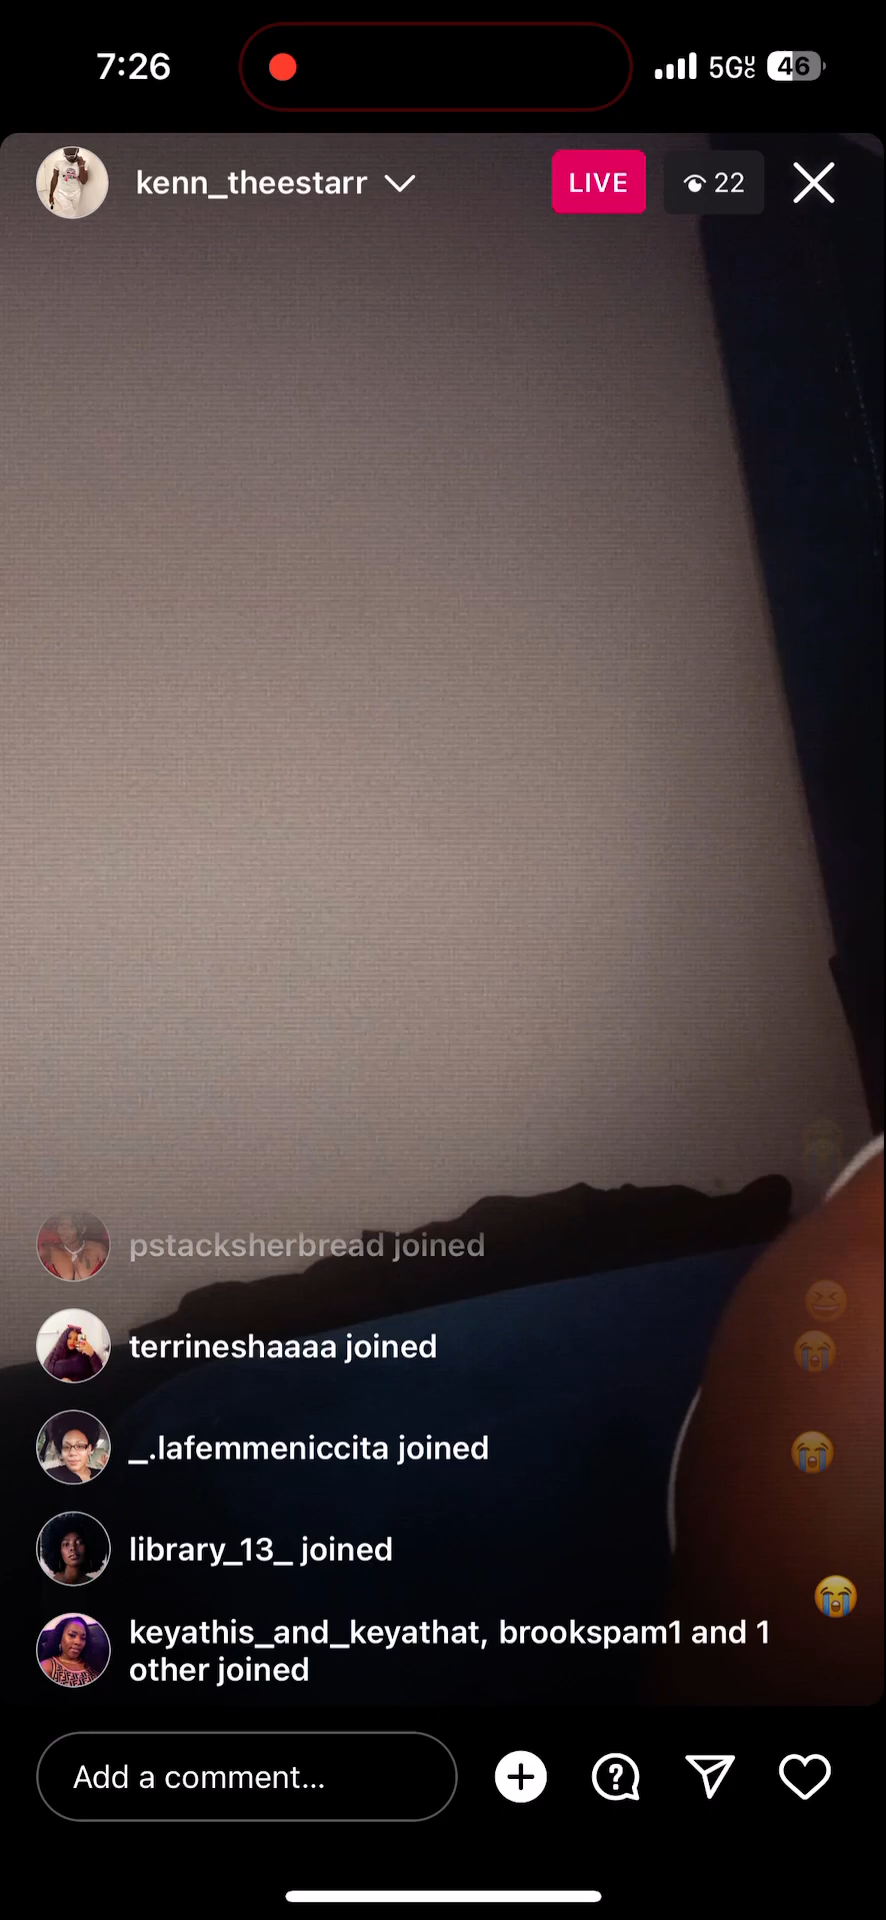 7:26
5GUC
46
kenn_theestarr
LIVE
22
pstacksherbread joined
terrineshaaaa joined
_.lafemmeniccita joined
library_13_ joined
keyathis_and_keyathat, brookspam1 and 1
other joined
Add a comment...